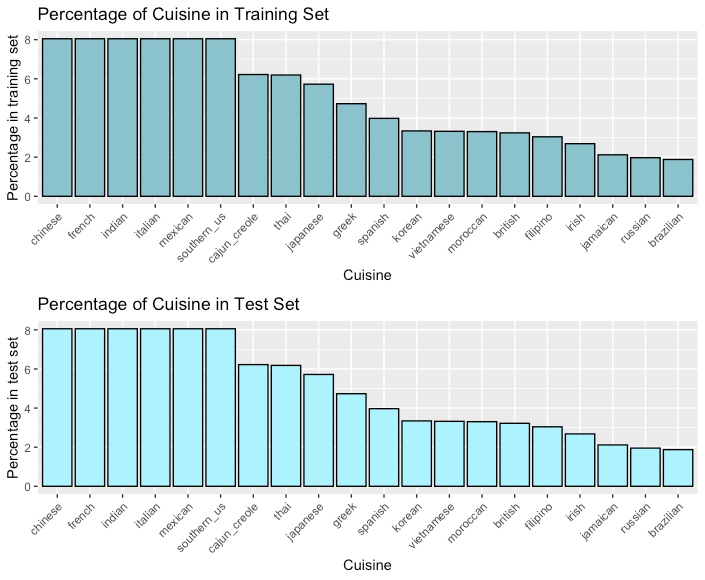 Percentage of Cuisine in Training Set
Percentage in training set
8
6
4
2
0
chinese
french
indian
italian
mexican
southern_us
cajun_creole
thai
japanese
greek
spanish
korean
vietnamese
moroccan
british
filipino
irish
jamaican
russian
brazilian
Cuisine
Percentage of Cuisine in Test Set
Percentage in test set
8
6
4
2
0
chinese
french
indian
italian
mexican
southern_us
cajun_creole
thai
japanese
greek
spanish
korean
vietnamese
moroccan
british
filipino
irish
jamaican
russian
brazilian
Cuisine